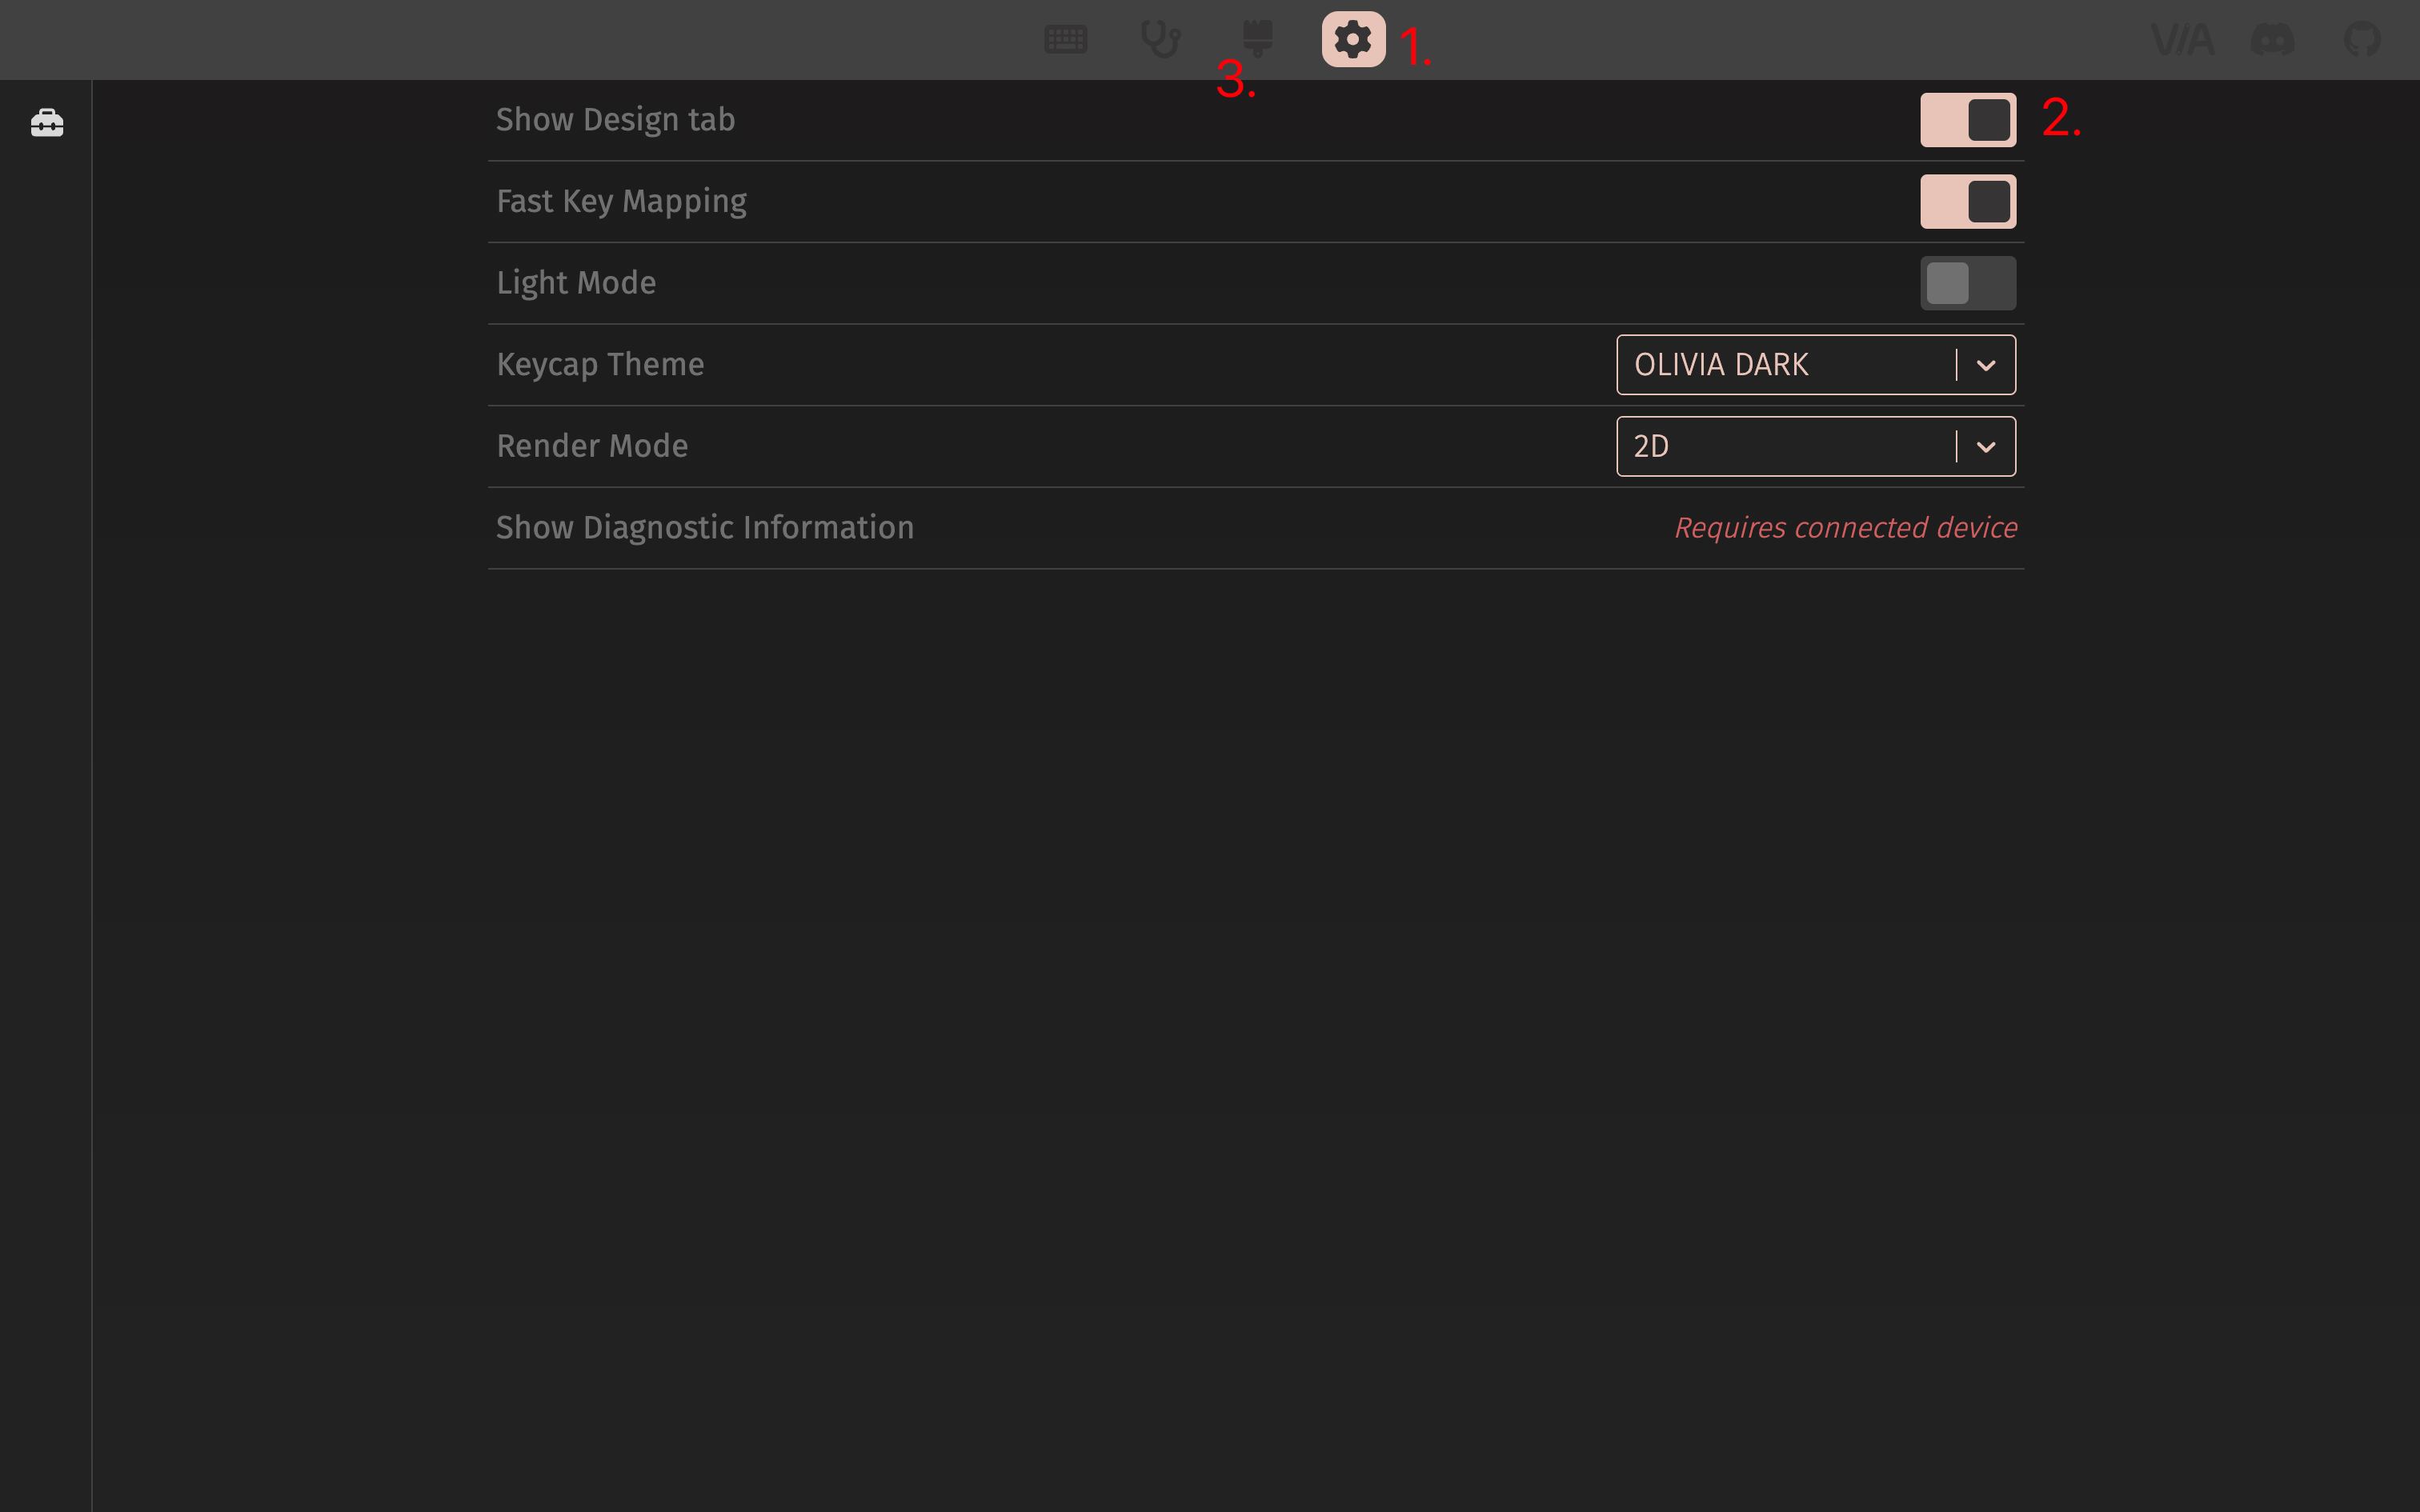 1.
VIA
3.
Show Design tab
2.
Fast Key Mapping
Light Mode
Keycap Theme
OLIVIA DARK
Render Mode
2D
Show Diagnostic Information
Requires connected device